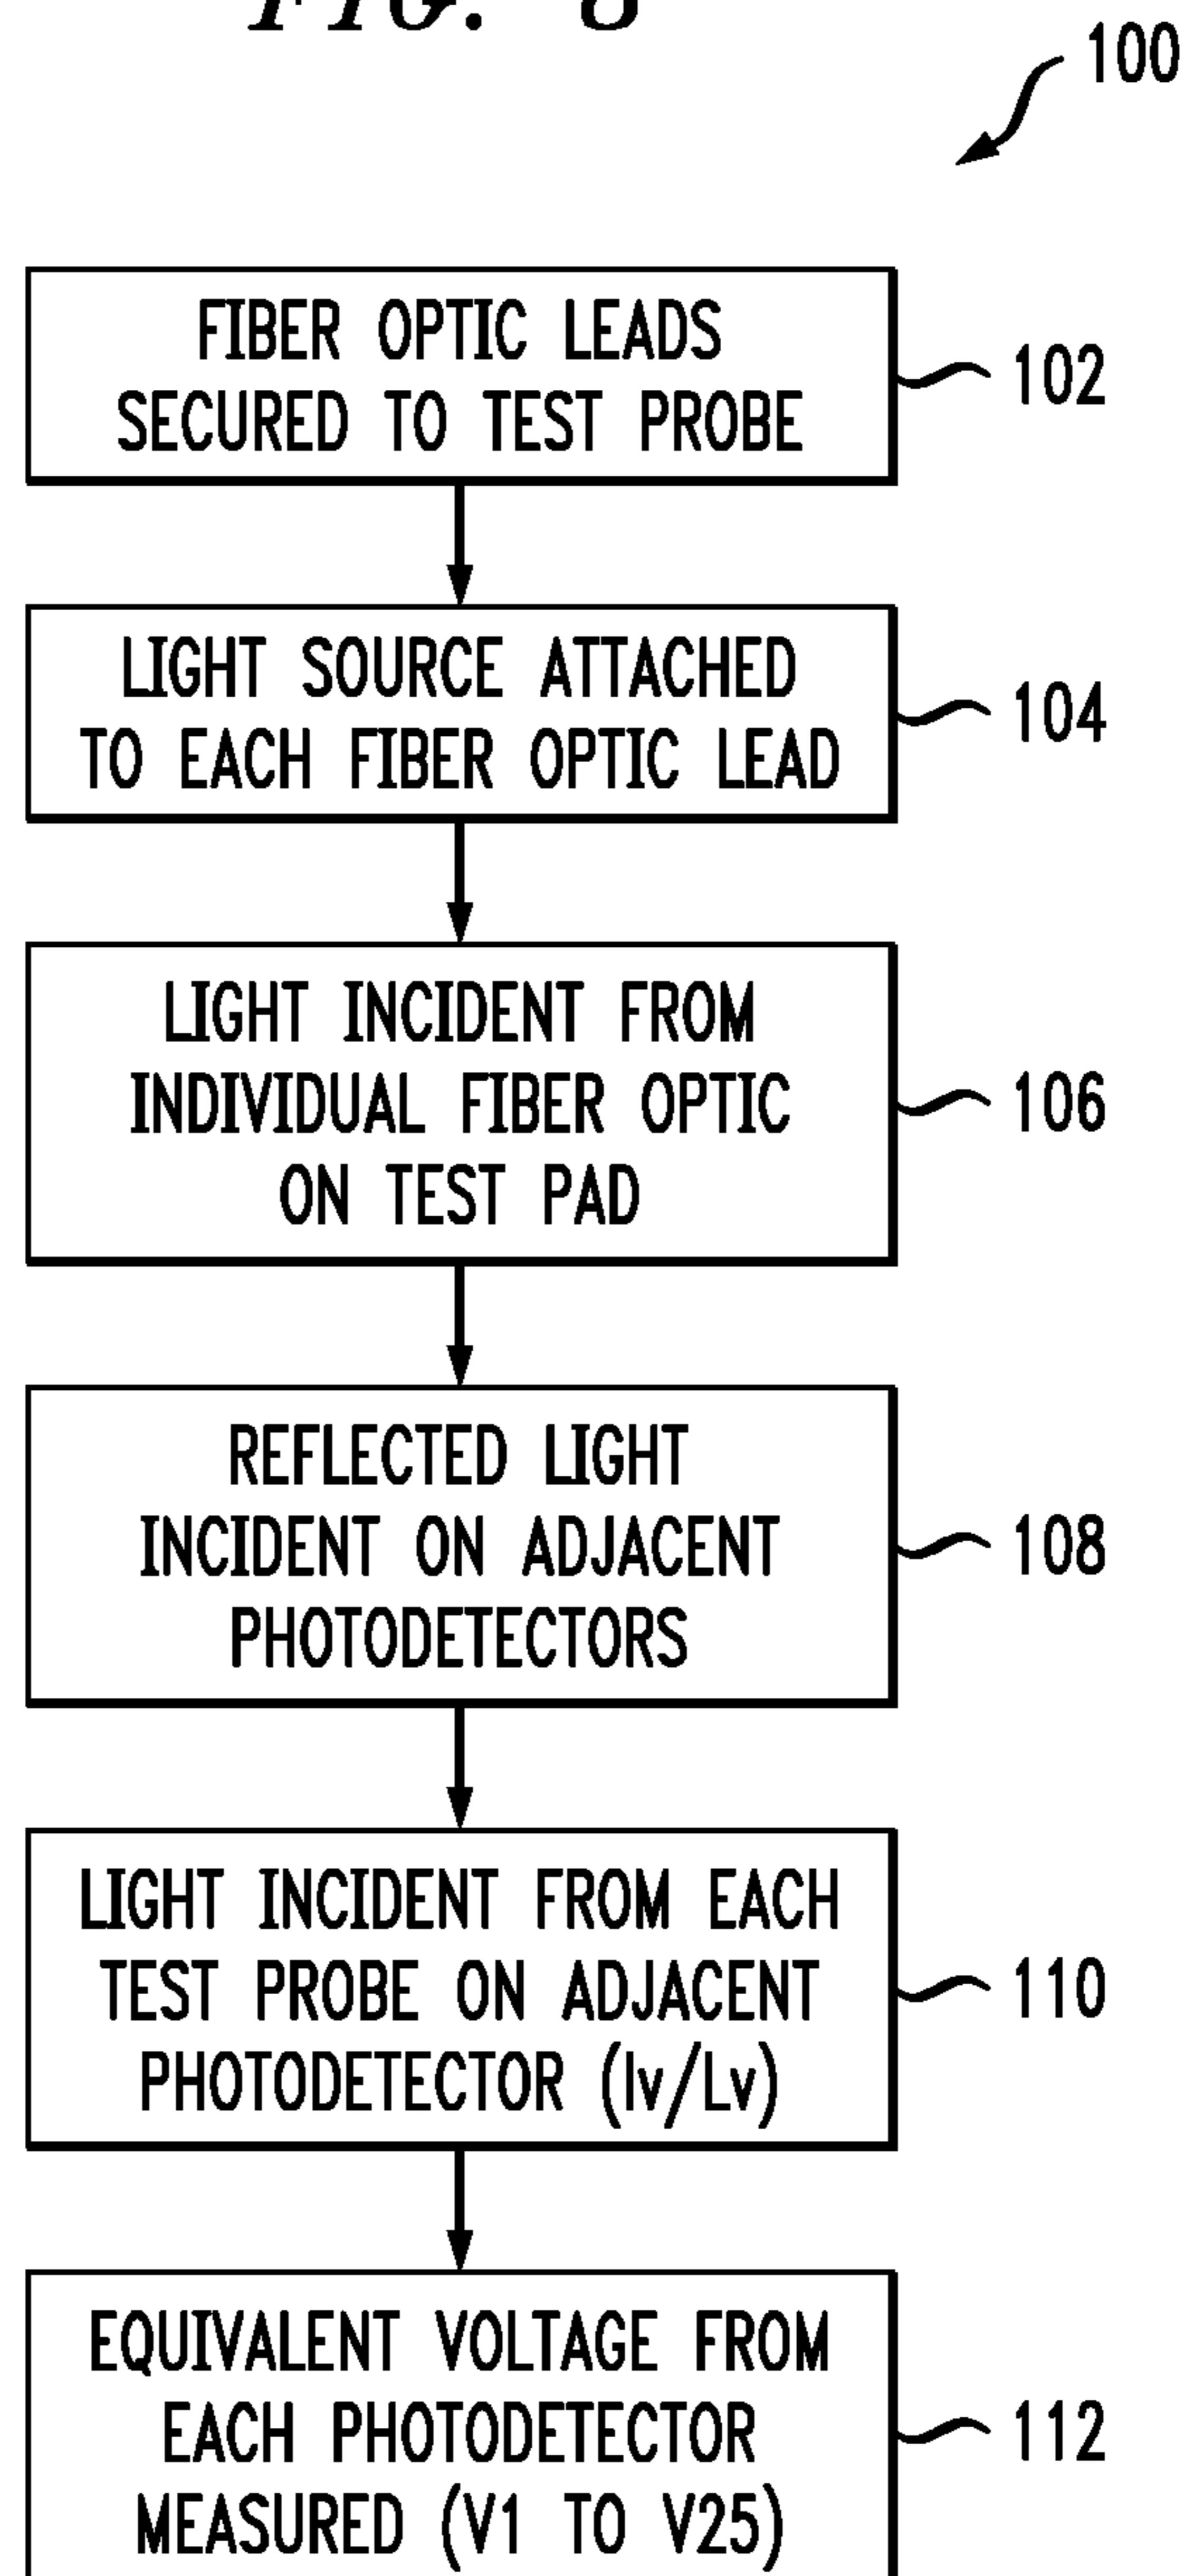 FIG.
100
FIBER OPTIC LEADS
SECURED TO TEST PROBE
102
LIGHT SOURCE ATTACHED
TO EACH FIBER OPTIC LEAD
104
LIGHT INCIDENT FROM
INDIVIDUAL FIBER OPTIC
ON TEST PAD
106
REFLECTED LIGHT
INCIDENT ON ADJACENT
PHOTODETECTORS
108
LIGHT INCIDENT FROM EACH
TEST PROBE ON ADJACENT
PHOTODETECTOR (Iv/Lv)
110
EQUIVALENT VOLTAGE FROM
EACH PHOTODETECTOR
MEASURED (V1 TO V25)
112